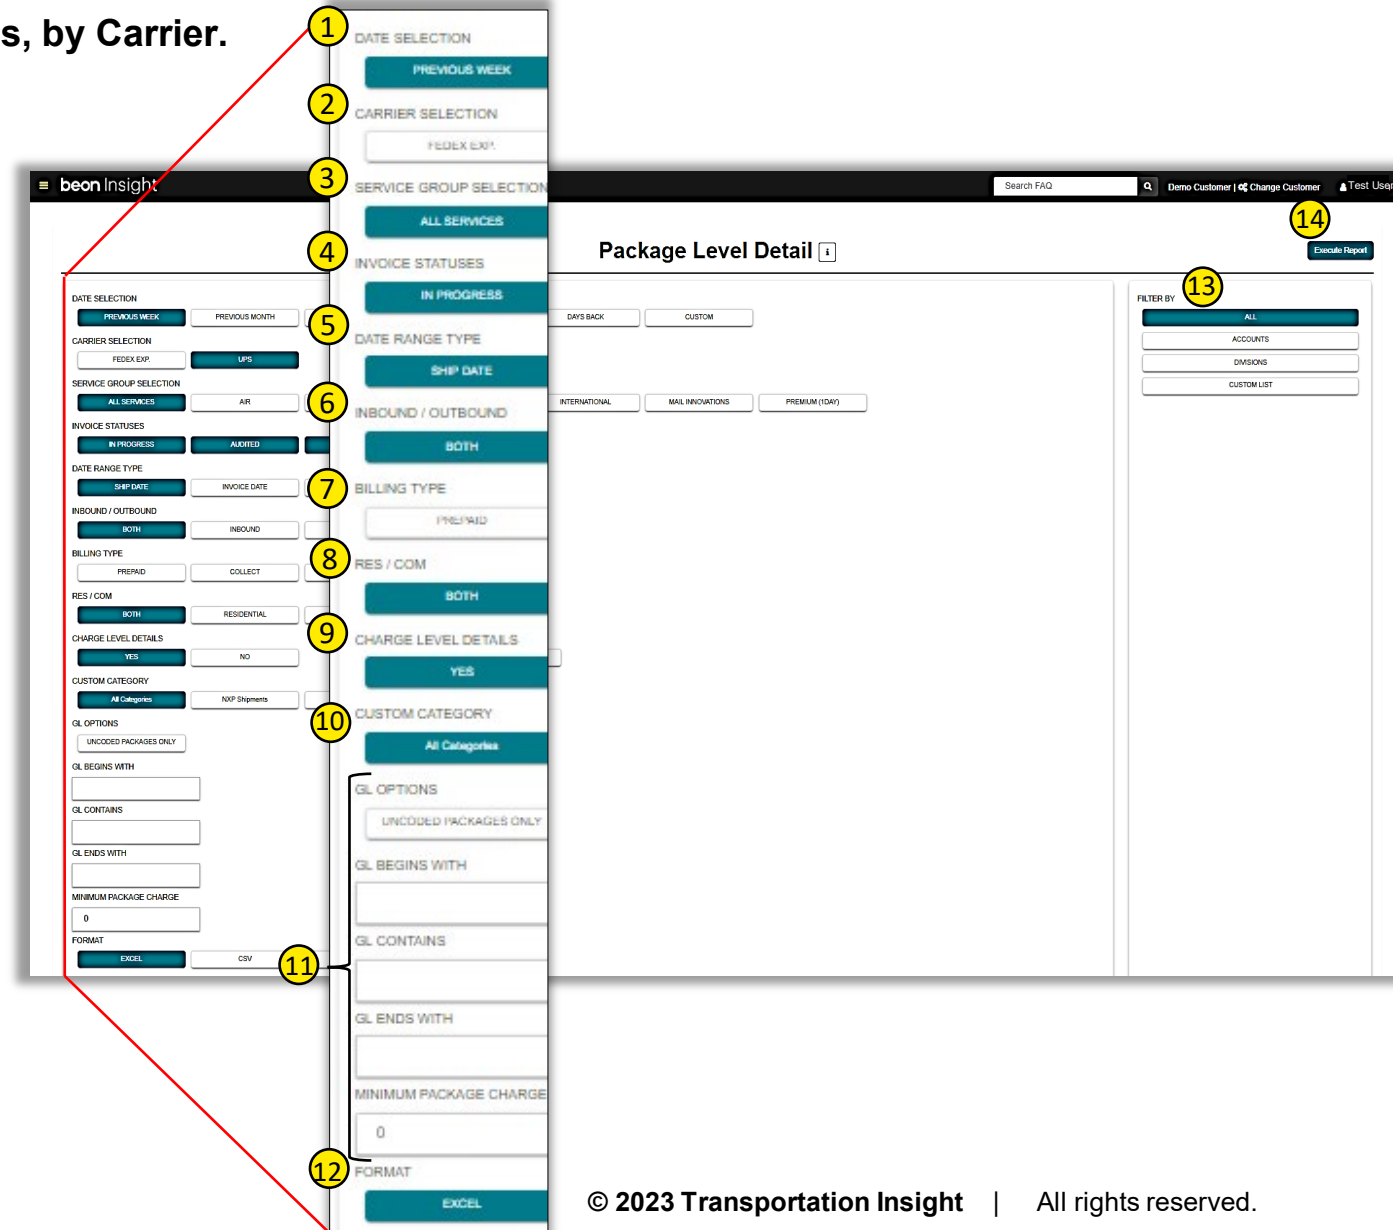 s, by Carrier.
1
DATE SELECTION
PREVIOUS WEEK
2
CARRIER SELECTION
FEDEX EXP.
3
SERVICE GROUP SELECTION
ALL SERVICES
4
INVOICE STATUSES
IN PROGRESS
5
DATE RANGE TYPE
SHIP DATE
6
INBOUND / OUTBOUND
BOTH
7
BILLING TYPE
PREPAID
8
RES / COM
BOTH
9
CHARGE LEVEL DETAILS
YES
10
CUSTOM CATEGORY
All Categories
11
GL OPTIONS
UNCODED PACKAGES ONLY
GL BEGINS WITH
GL CONTAINS
GL ENDS WITH
MINIMUM PACKAGE CHARGE
0
12
FORMAT
EXCEL
beon Insight
Search FAQ
Demo Customer | Change Customer
Test User
14
Package Level Detail i
Execute Report
DATE SELECTION
PREVIOUS WEEK PREVIOUS MONTH DAYS BACK CUSTOM
CARRIER SELECTION
FEDEX EXP. UPS
SERVICE GROUP SELECTION
ALL SERVICES AIR INTERNATIONAL MAIL INNOVATIONS PREMIUM (1DAY)
INVOICE STATUSES
IN PROGRESS AUDITED
DATE RANGE TYPE
SHIP DATE INVOICE DATE
INBOUND / OUTBOUND
BOTH INBOUND
BILLING TYPE
PREPAID COLLECT
RES / COM
BOTH RESIDENTIAL
CHARGE LEVEL DETAILS
YES NO
CUSTOM CATEGORY
All Categories NXP Shipments
GL OPTIONS
UNCODED PACKAGES ONLY
GL BEGINS WITH
GL CONTAINS
GL ENDS WITH
MINIMUM PACKAGE CHARGE
0
FORMAT
EXCEL CSV
13
FILTER BY
ALL
ACCOUNTS
DIVISIONS
CUSTOM LIST
© 2023 Transportation Insight | All rights reserved.